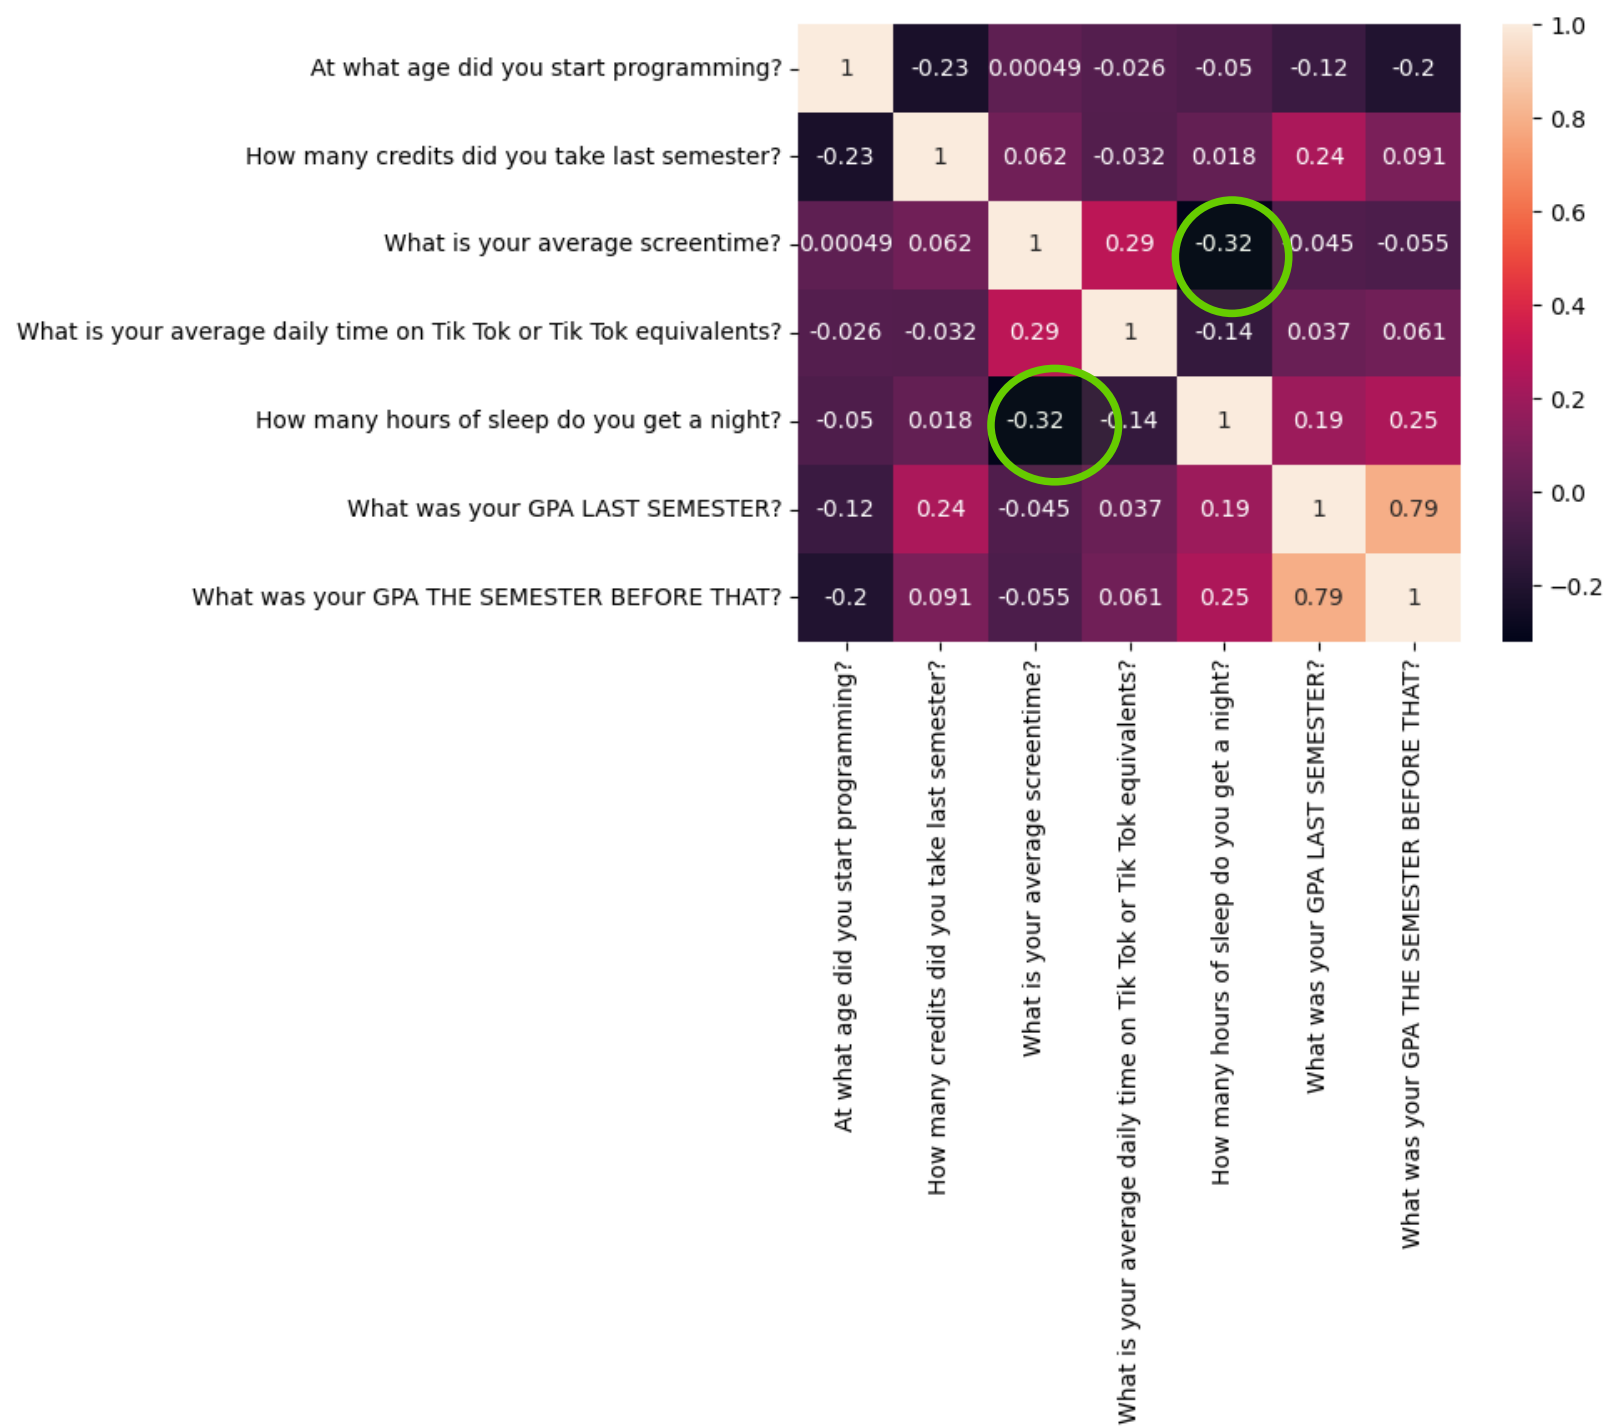 At what age did you start programming? 1 -0.23 0.00049 -0.026 -0.05 -0.12 -0.2
How many credits did you take last semester? -0.23 1 0.062 -0.032 0.018 0.24 0.091
What is your average screentime? 0.00049 0.062 1 0.29 -0.32 -0.045 -0.055
What is your average daily time on Tik Tok or Tik Tok equivalents? -0.026 -0.032 0.29 1 -0.14 0.037 0.061
How many hours of sleep do you get a night? -0.05 0.018 -0.32 -0.14 1 0.19 0.25
What was your GPA LAST SEMESTER? -0.12 0.24 -0.045 0.037 0.19 1 0.79
What was your GPA THE SEMESTER BEFORE THAT? -0.2 0.091 -0.055 0.061 0.25 0.79 1
At what age did you start programming?
How many credits did you take last semester?
What is your average screentime?
What is your average daily time on Tik Tok or Tik Tok equivalents?
How many hours of sleep do you get a night?
What was your GPA LAST SEMESTER?
What was your GPA THE SEMESTER BEFORE THAT?
1.0
0.8
0.6
0.4
0.2
0.0
−0.2